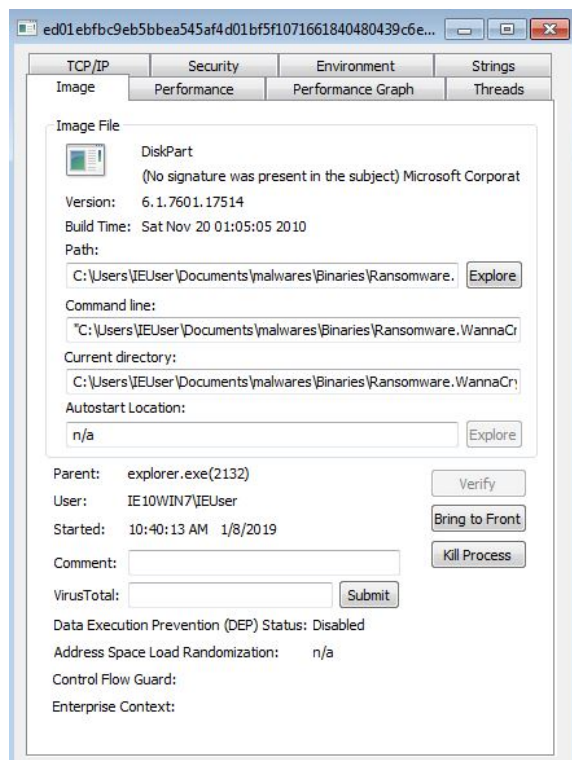 ed01ebfbc9eb5bbea545af4d01bf5f1071661840480439c6e...
TCP/IP Security Environment Strings
Image Performance Performance Graph Threads
Image File
DiskPart
(No signature was present in the subject) Microsoft Corporat
Version: 6.1.7601.17514
Build Time: Sat Nov 20 01:05:05 2010
Path:
C:\Users\IEUser\Documents\malwares\Binaries\Ransomware. Explore
Command line:
"C:\Users\IEUser\Documents\malwares\Binaries\Ransomware.WannaCr
Current directory:
C:\Users\IEUser\Documents\malwares\Binaries\Ransomware.WannaCry
Autostart Location:
n/a Explore
Parent: explorer.exe(2132)
Verify
User: IE10WIN7\IEUser
Bring to Front
Started: 10:40:13 AM 1/8/2019
Kill Process
Comment:
VirusTotal: Submit
Data Execution Prevention (DEP) Status: Disabled
Address Space Load Randomization: n/a
Control Flow Guard:
Enterprise Context: